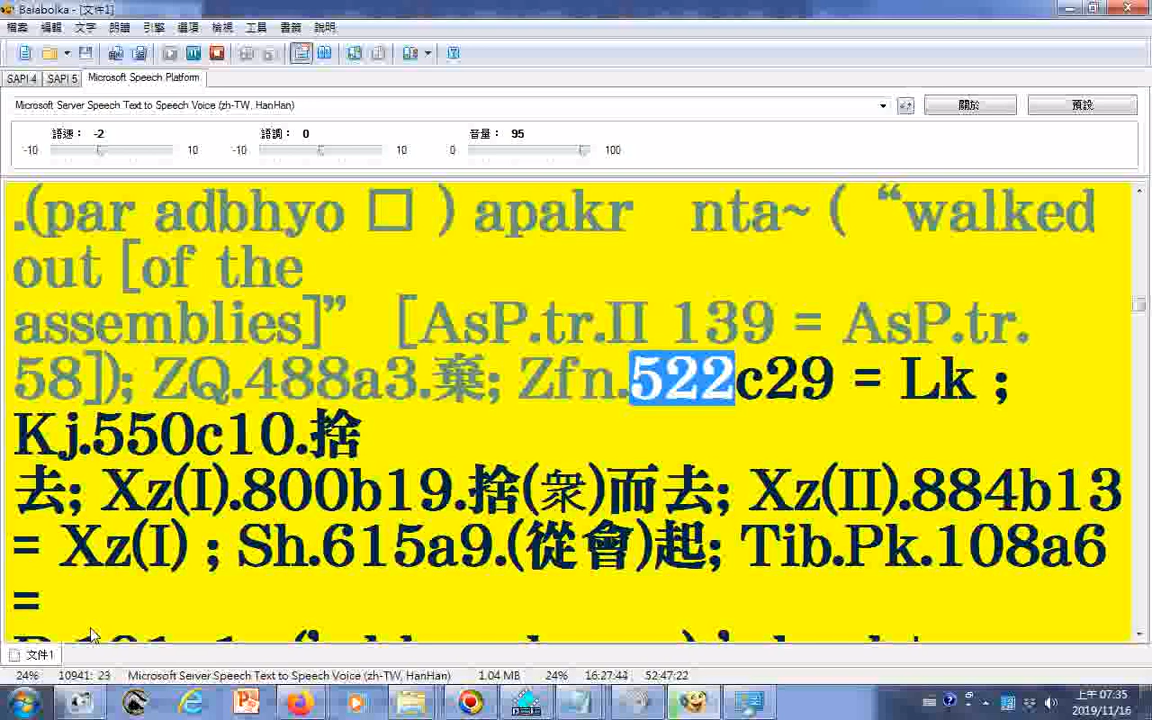 Balabolka - [文件1]
檔案 編輯 文字 朗讀 引擎 選項 檢視 工具 書籤 說明
SAPI 4 SAPI 5 Microsoft Speech Platform
Microsoft Server Speech Text to Speech Voice (zh-TW, HanHan) 關於 預設
語速： -2 語調： 0 音量： 95
-10 10 -10 10 0 100
.(par adbhyo □ ) apakr nta~ ( “walked
out [of the
assemblies]” [AsP.tr.II 139 = AsP.tr.
58]); ZQ.488a3.棄; Zfn.522c29 = Lk ;
Kj.550c10.捨
去; Xz(I).800b19.捨(衆)而去; Xz(II).884b13
= Xz(I) ; Sh.615a9.(從會)起; Tib.Pk.108a6
=
文件1
24% 10941: 23 Microsoft Server Speech Text to Speech Voice (zh-TW, HanHan) 1.04 MB 24% 16:27:44 52:47:22
上午 07:35
2019/11/16